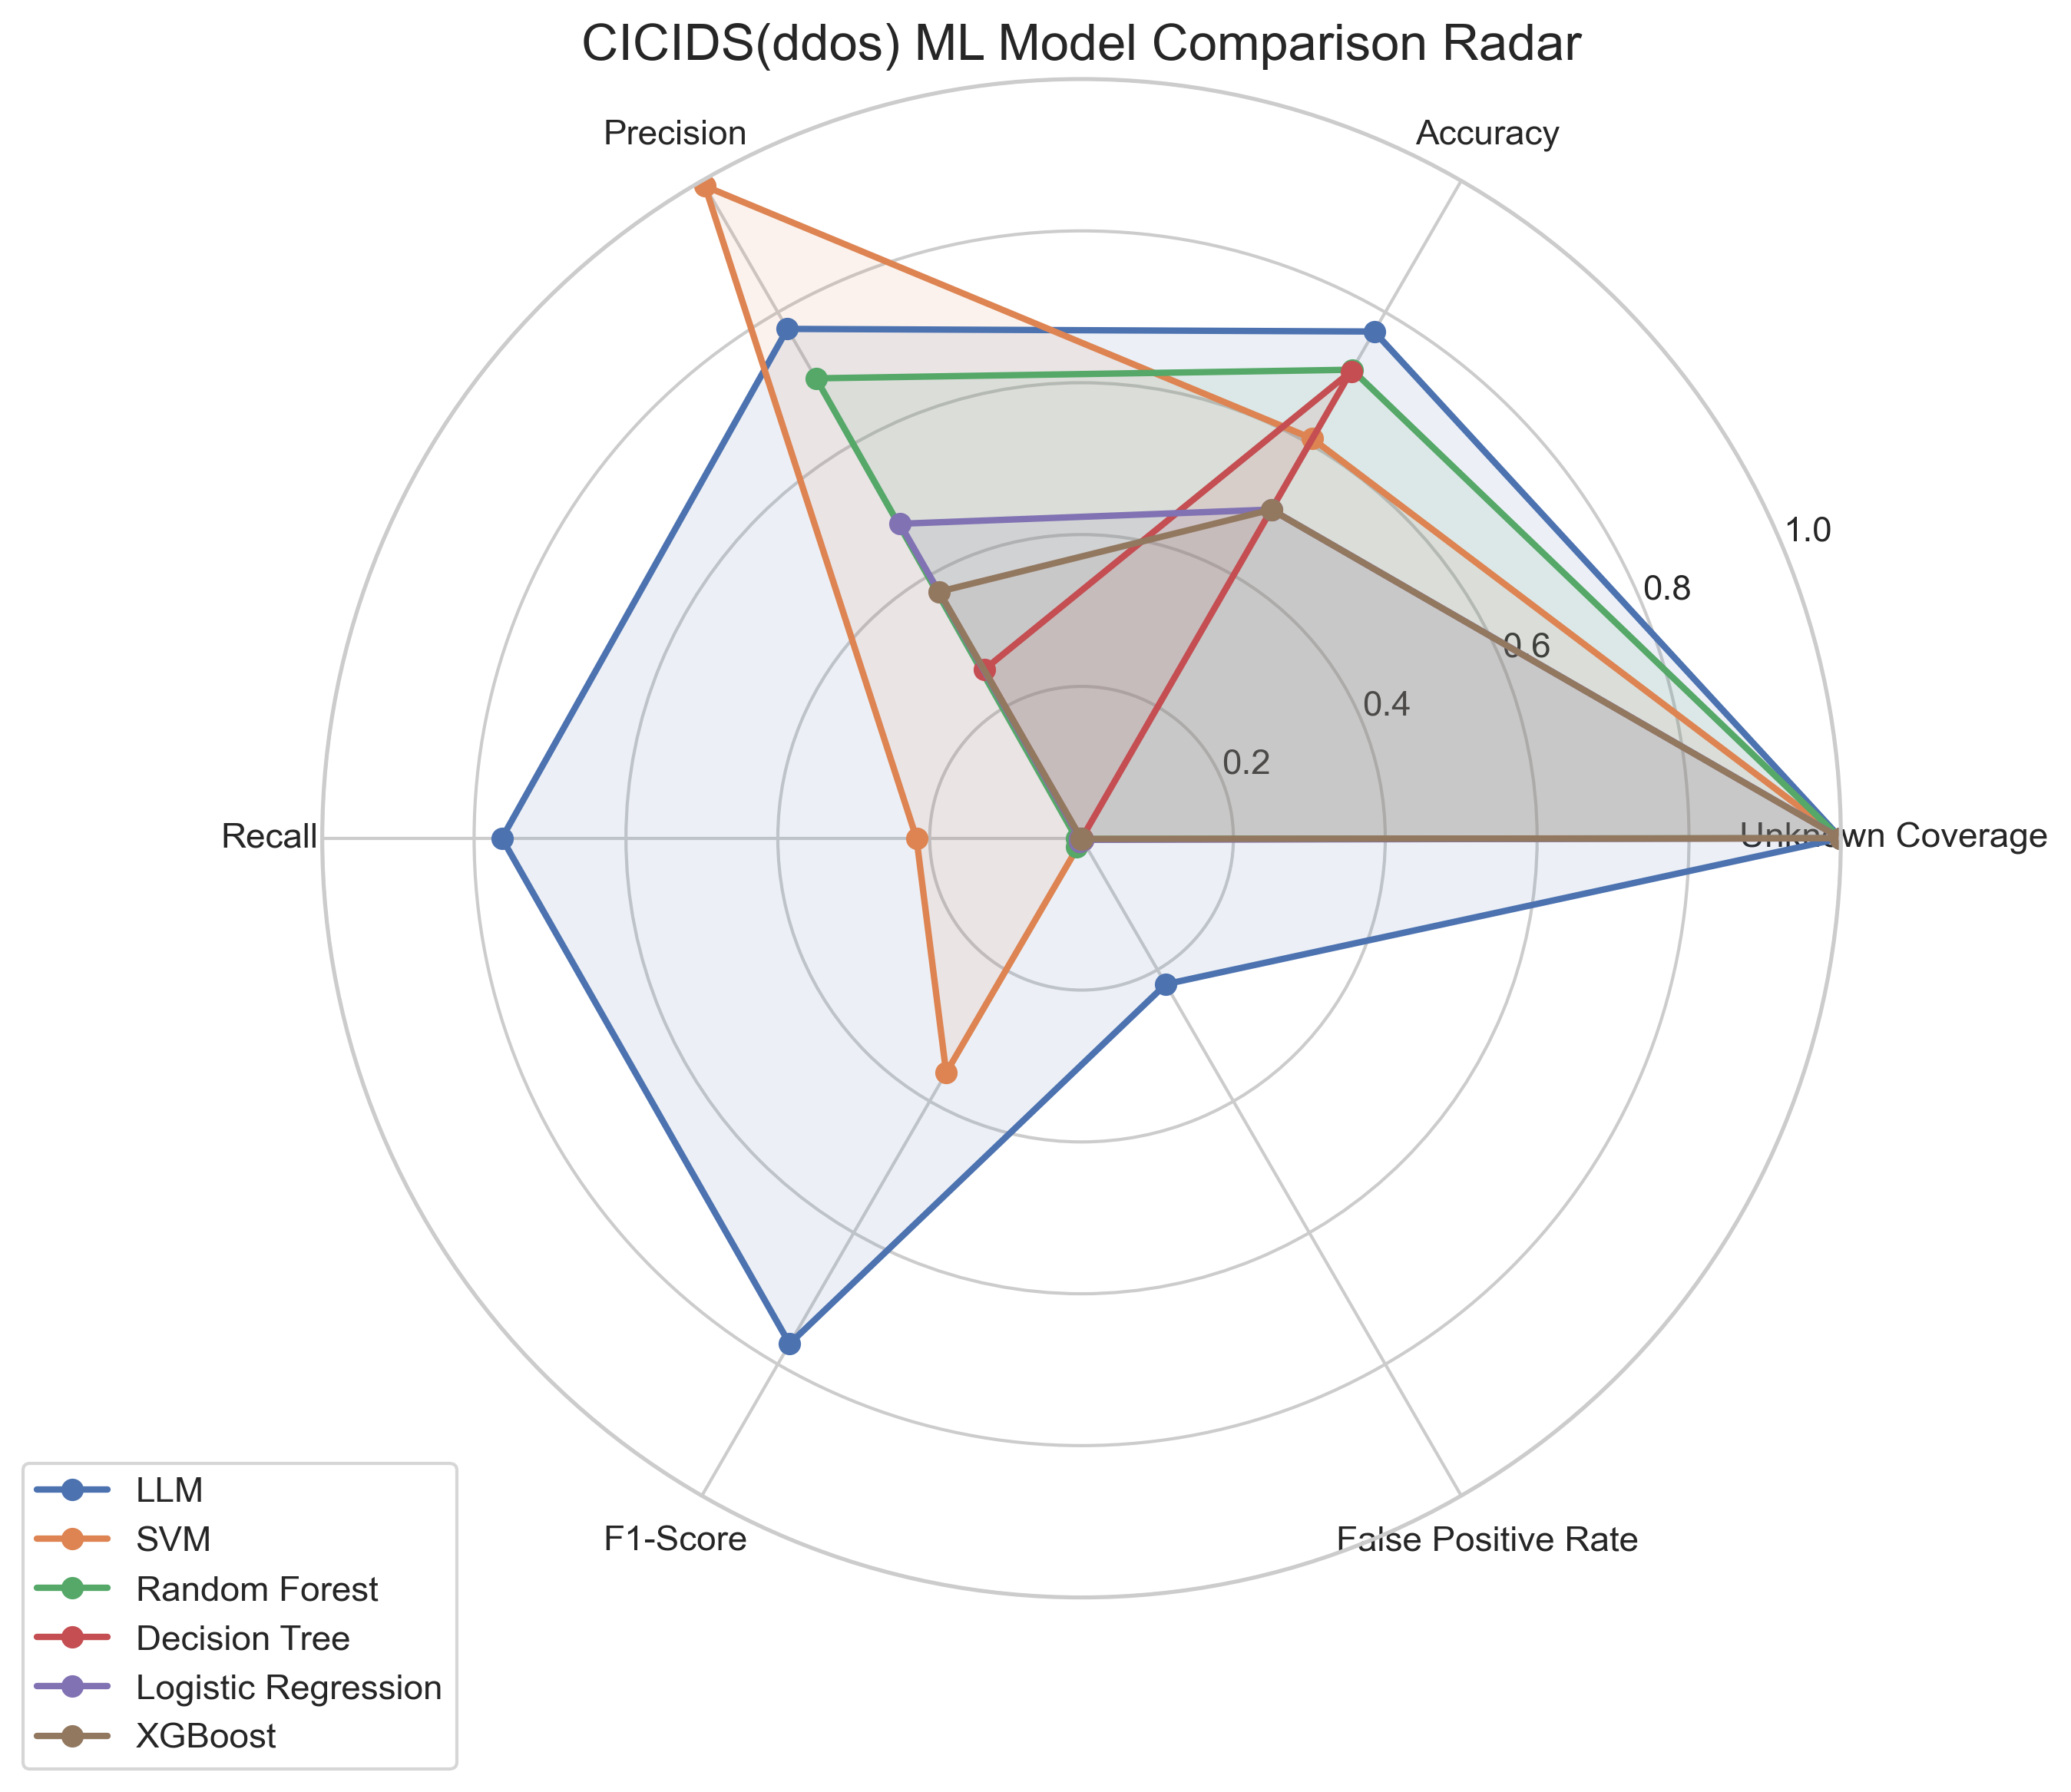 CICIDS(ddos) ML Model Comparison Radar
Precision
Accuracy
1.0
0.8
0.6
0.4
0.2
Recall
Unknown Coverage
F1-Score
False Positive Rate
LLM
SVM
Random Forest
Decision Tree
Logistic Regression
XGBoost